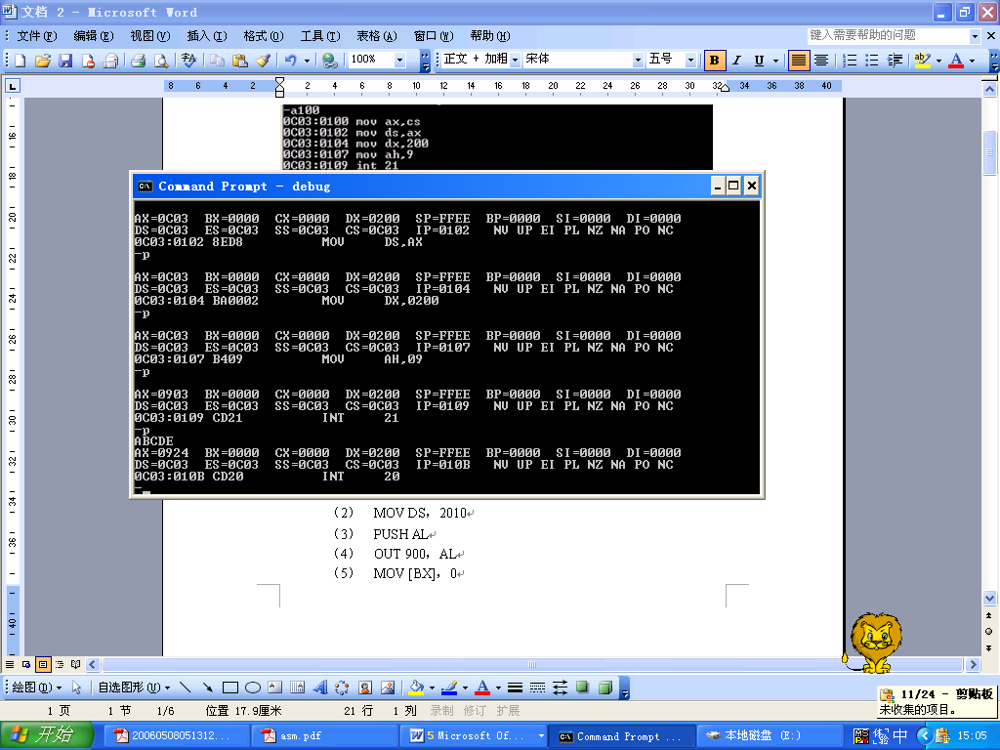 文档 2 - Microsoft Word
文件(F) 编辑(E) 视图(V) 插入(I) 格式(O) 工具(T) 表格(A) 窗口(W) 帮助(H) 键入需要帮助的问题
100% 正文 + 加粗 宋体 五号 B I U A
8 6 4 2 2 4 6 8 10 12 14 16 18 20 22 24 26 28 30 32 34 36 38 40
-a100
0C03:0100 mov ax,cs
0C03:0102 mov ds,ax
0C03:0104 mov dx,200
0C03:0107 mov ah,9
0C03:0109 int 21
Command Prompt - debug
AX=0C03 BX=0000 CX=0000 DX=0200 SP=FFEE BP=0000 SI=0000 DI=0000
DS=0C03 ES=0C03 SS=0C03 CS=0C03 IP=0102 NV UP EI PL NZ NA PO NC
0C03:0102 8ED8 MOV DS,AX
-p
AX=0C03 BX=0000 CX=0000 DX=0200 SP=FFEE BP=0000 SI=0000 DI=0000
DS=0C03 ES=0C03 SS=0C03 CS=0C03 IP=0104 NV UP EI PL NZ NA PO NC
0C03:0104 BA0002 MOV DX,0200
-p
AX=0C03 BX=0000 CX=0000 DX=0200 SP=FFEE BP=0000 SI=0000 DI=0000
DS=0C03 ES=0C03 SS=0C03 CS=0C03 IP=0107 NV UP EI PL NZ NA PO NC
0C03:0107 B409 MOV AH,09
-p
AX=0903 BX=0000 CX=0000 DX=0200 SP=FFEE BP=0000 SI=0000 DI=0000
DS=0C03 ES=0C03 SS=0C03 CS=0C03 IP=0109 NV UP EI PL NZ NA PO NC
0C03:0109 CD21 INT 21
-p
ABCDE
AX=0924 BX=0000 CX=0000 DX=0200 SP=FFEE BP=0000 SI=0000 DI=0000
DS=0C03 ES=0C03 SS=0C03 CS=0C03 IP=010B NV UP EI PL NZ NA PO NC
0C03:010B CD20 INT 20
-
(2) MOV DS，2010
(3) PUSH AL
(4) OUT 900，AL
(5) MOV [BX]，0
绘图(D) 自选图形(U)
1 页 1 节 1/6 位置 17.9厘米 21 行 1 列 录制 修订 扩展
11/24 - 剪贴板
未收集的项目。
开始 20060508051312... asm.pdf 5 Microsoft Of... Command Prompt ... 本地磁盘 (E:) 中 15:05